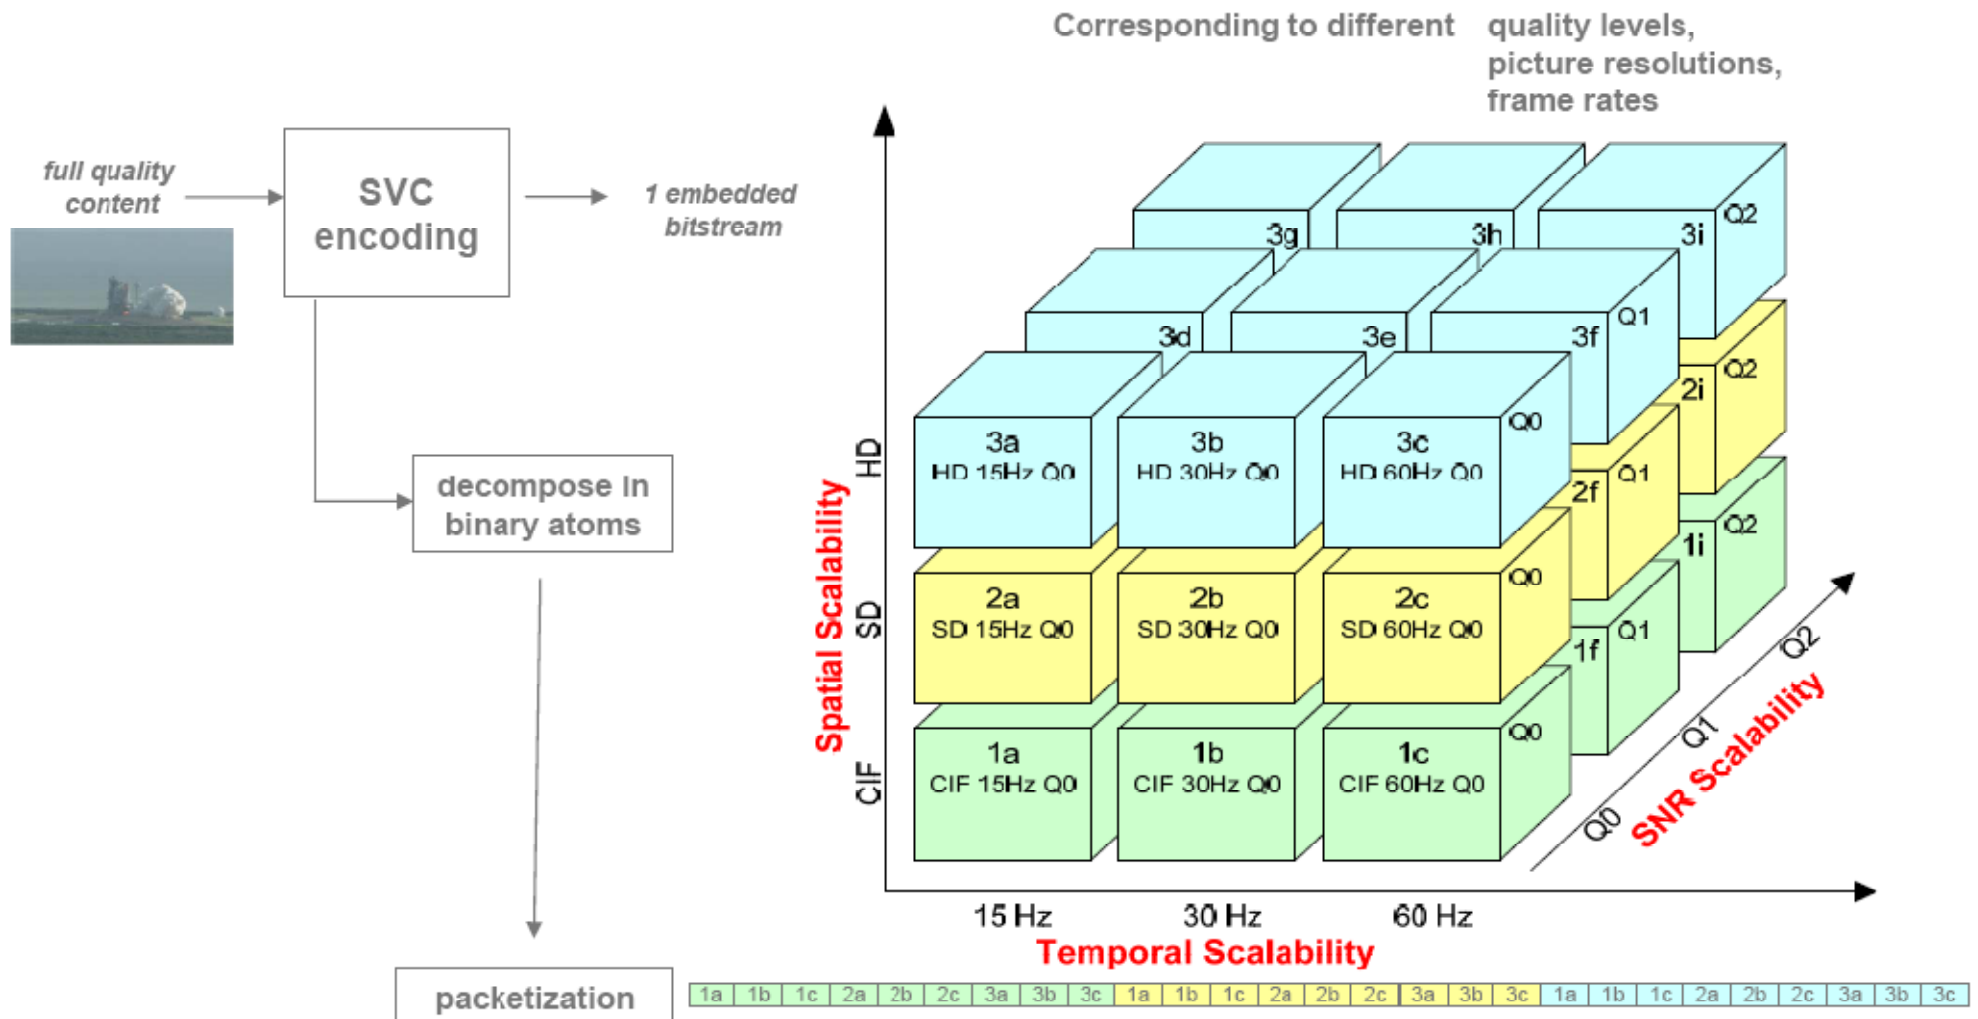 Corresponding to different quality levels,
picture resolutions,
frame rates
full quality
content
SVC
encoding
1 embedded
bitstream
decompose in
binary atoms
packetization
Spatial Scalability
HD
SD
CIF
3g
3h
3i
Q2
3d
3e
3f
Q1
3a
HD 15Hz Q0
3b
HD 30Hz Q0
3c
HD 60Hz Q0
Q0
2i
Q2
2f
Q1
2a
SD 15Hz Q0
2b
SD 30Hz Q0
2c
SD 60Hz Q0
Q0
1i
Q2
1f
Q1
1a
CIF 15Hz Q0
1b
CIF 30Hz Q0
1c
CIF 60Hz Q0
Q0
Q0
Q1
Q2
SNR Scalability
15 Hz
30 Hz
60 Hz
Temporal Scalability
1a 1b 1c 2a 2b 2c 3a 3b 3c 1a 1b 1c 2a 2b 2c 3a 3b 3c 1a 1b 1c 2a 2b 2c 3a 3b 3c